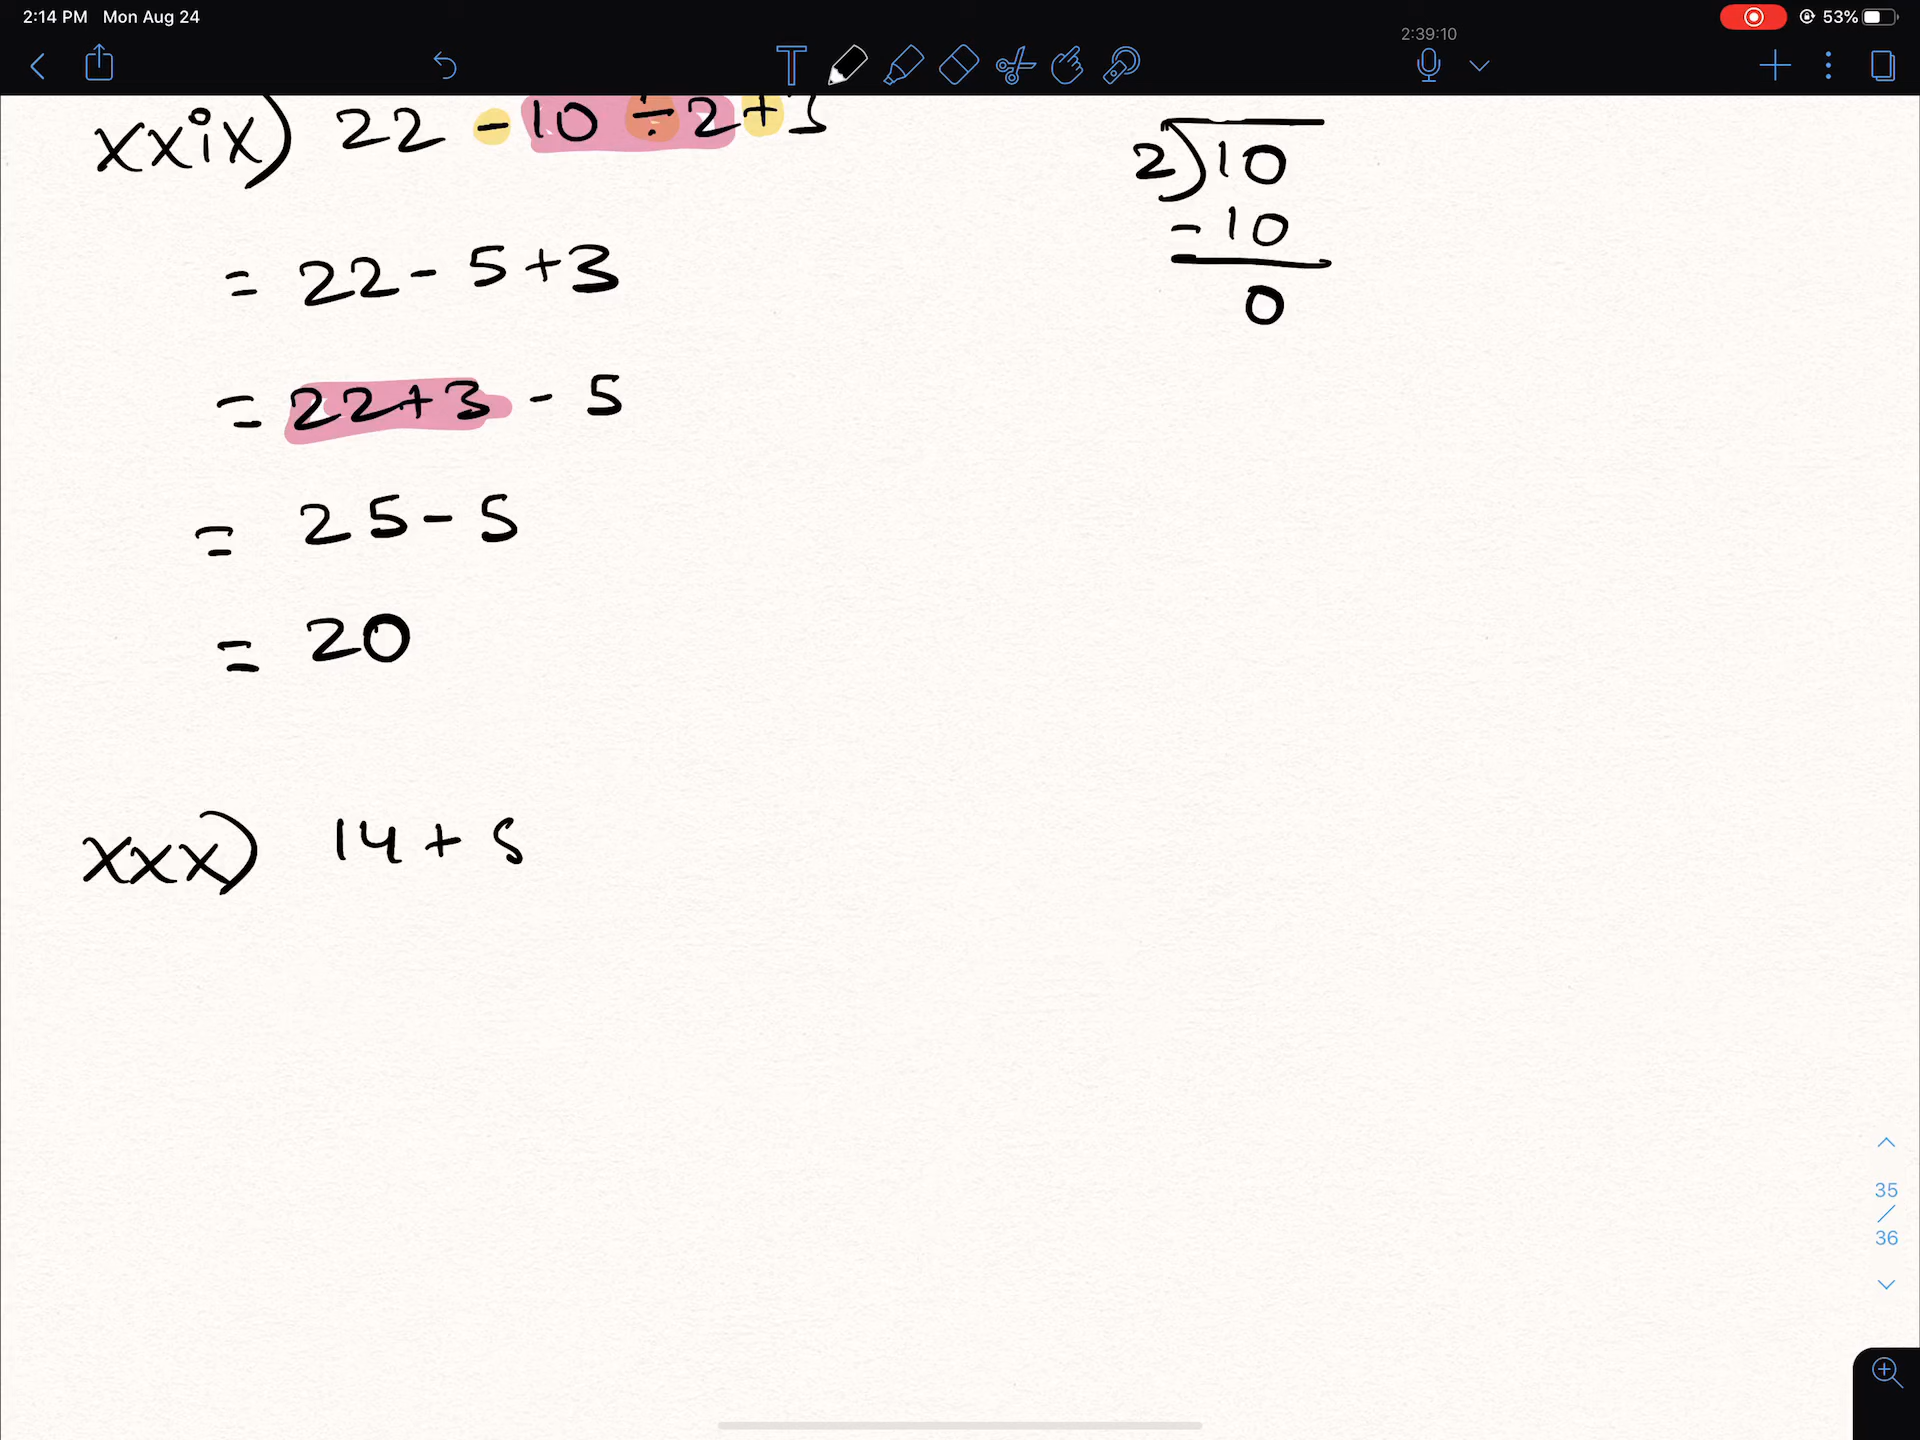 2:14 PM Mon Aug 24
53%
2:39:10
xxix) 22 - 10 ÷ 2 + 3
= 22 - 5 + 3
= 22 + 3 - 5
= 25 - 5
= 20
xxx) 14 + 5
2)10
- 10
0
35
/
36